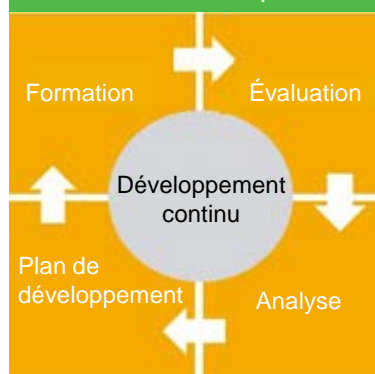 Formation
Évaluation
Développement
continu
Plan de
développement
Analyse